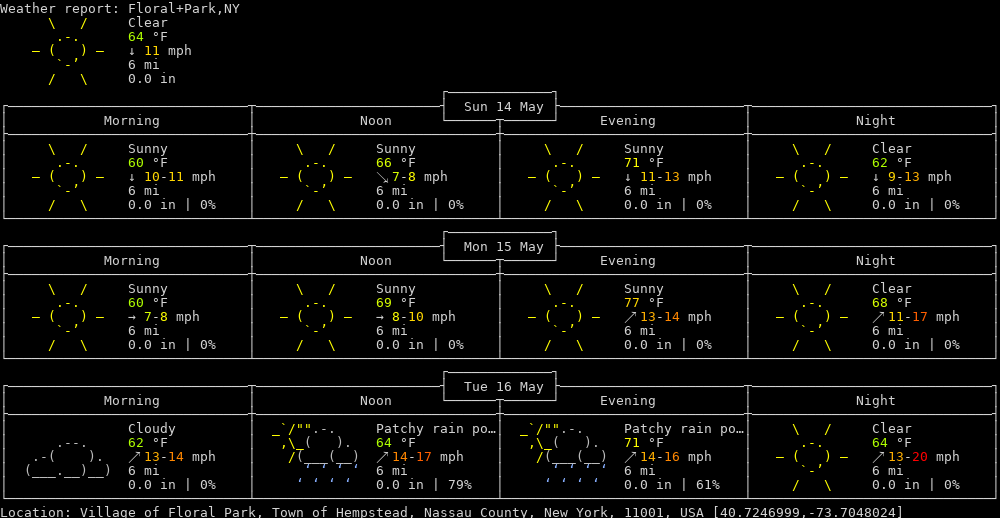 Weather report: Floral+Park,NY
Clear
64 °F
↓ 11 mph
6 mi
0.0 in
Sun 14 May
Morning Noon Evening Night
Sunny Sunny Sunny Clear
60 °F 66 °F 71 °F 62 °F
↓ 10-11 mph ↘ 7-8 mph ↓ 11-13 mph ↓ 9-13 mph
6 mi 6 mi 6 mi 6 mi
0.0 in | 0% 0.0 in | 0% 0.0 in | 0% 0.0 in | 0%
Mon 15 May
Morning Noon Evening Night
Sunny Sunny Sunny Clear
60 °F 69 °F 77 °F 68 °F
→ 7-8 mph → 8-10 mph ↗ 13-14 mph ↗ 11-17 mph
6 mi 6 mi 6 mi 6 mi
0.0 in | 0% 0.0 in | 0% 0.0 in | 0% 0.0 in | 0%
Tue 16 May
Morning Noon Evening Night
Cloudy Patchy rain po… Patchy rain po… Clear
62 °F 64 °F 71 °F 64 °F
↗ 13-14 mph ↗ 14-17 mph ↗ 14-16 mph ↗ 13-20 mph
6 mi 6 mi 6 mi 6 mi
0.0 in | 0% 0.0 in | 79% 0.0 in | 61% 0.0 in | 0%
Location: Village of Floral Park, Town of Hempstead, Nassau County, New York, 11001, USA [40.7246999,-73.7048024]